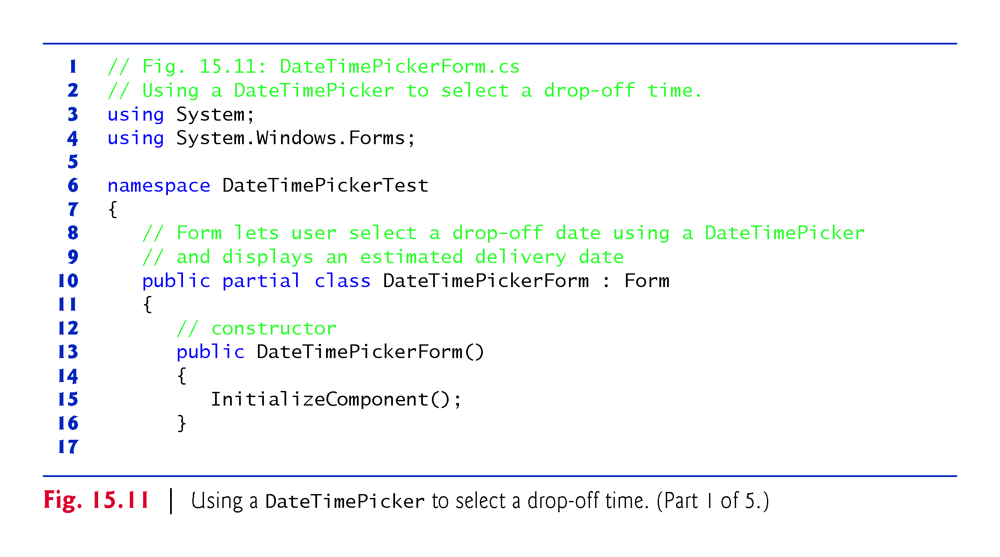 1 // Fig. 15.11: DateTimePickerForm.cs
2 // Using a DateTimePicker to select a drop-off time.
3 using System;
4 using System.Windows.Forms;
5
6 namespace DateTimePickerTest
7 {
8 // Form lets user select a drop-off date using a DateTimePicker
9 // and displays an estimated delivery date
10 public partial class DateTimePickerForm : Form
11 {
12 // constructor
13 public DateTimePickerForm()
14 {
15 InitializeComponent();
16 }
17
Fig. 15.11 | Using a DateTimePicker to select a drop-off time. (Part 1 of 5.)